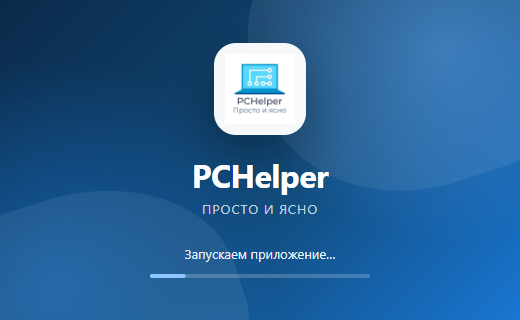 PCHelper
Просто и ясно
PCHelper
ПРОСТО И ЯСНО
Запускаем приложение...